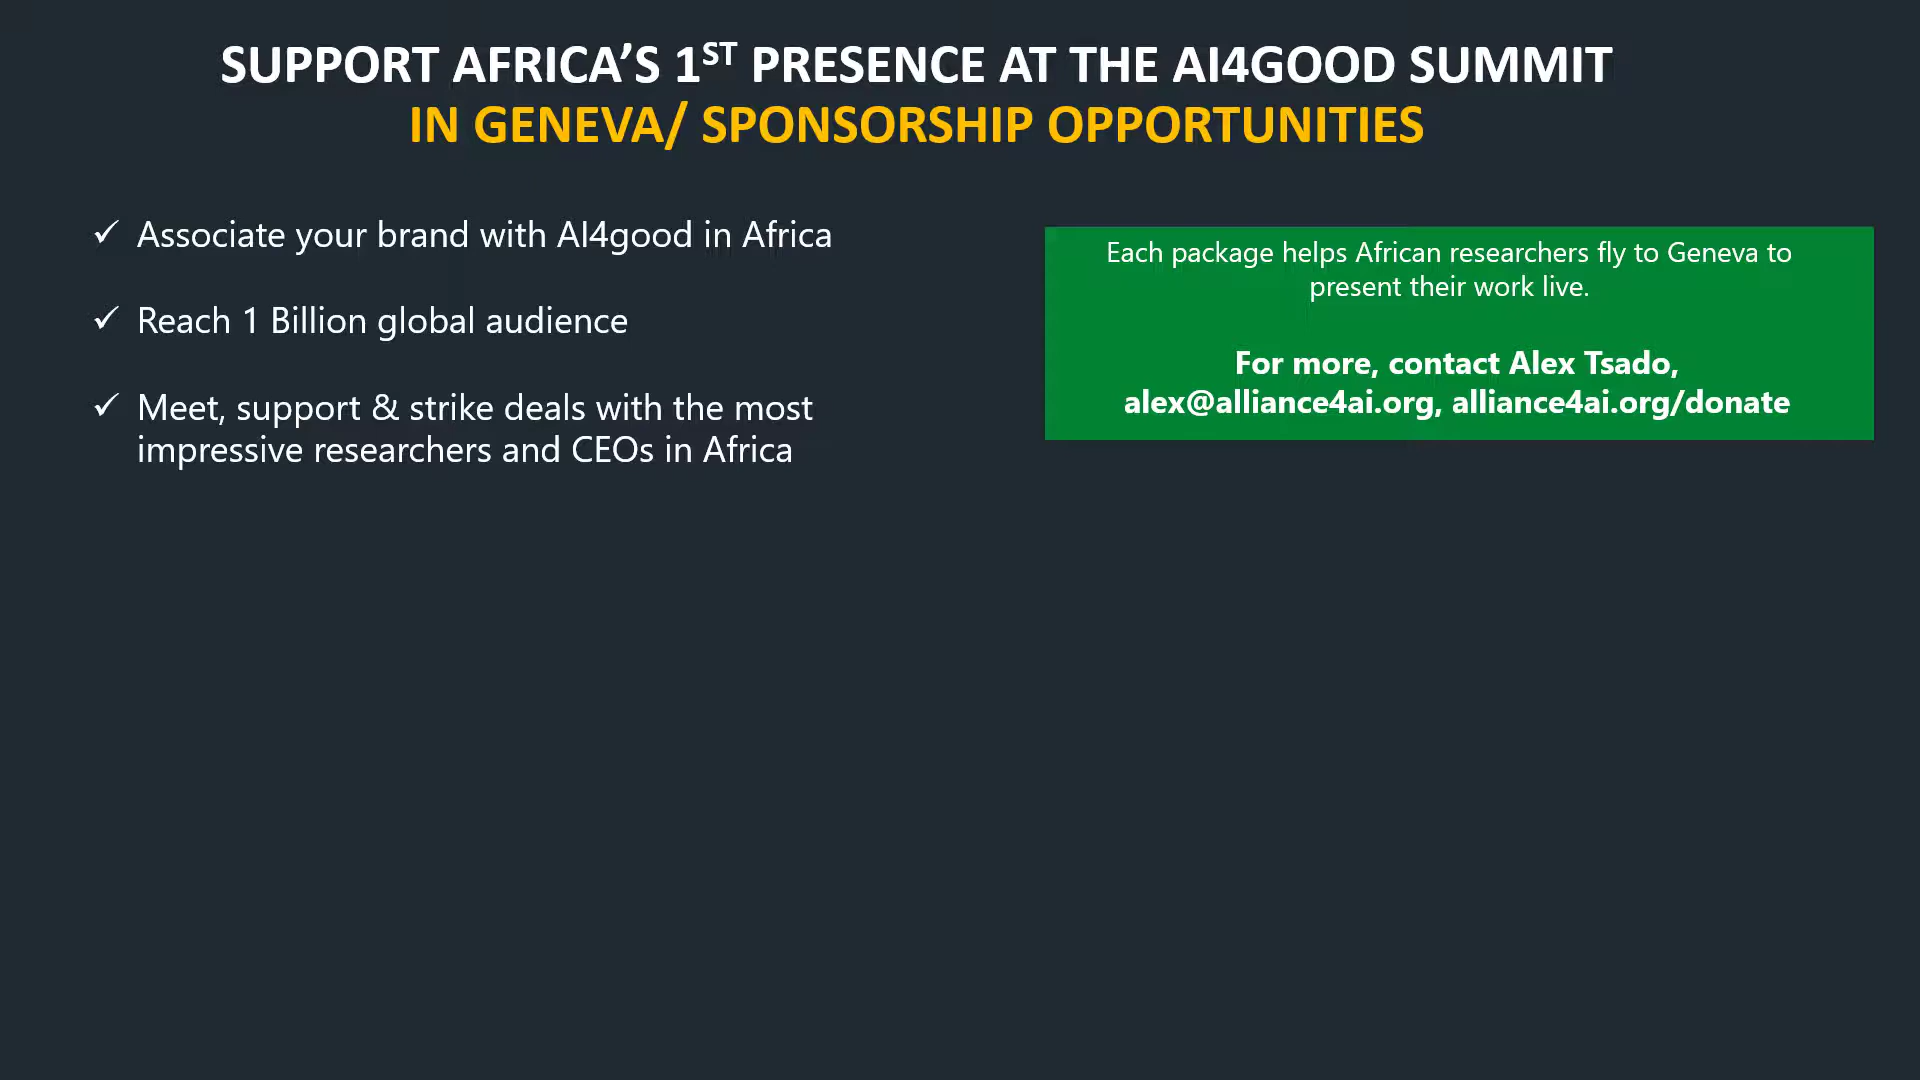 SUPPORT AFRICA’S 1ST PRESENCE AT THE AI4GOOD SUMMIT
IN GENEVA/ SPONSORSHIP OPPORTUNITIES
✓ Associate your brand with AI4good in Africa
✓ Reach 1 Billion global audience
✓ Meet, support & strike deals with the most
impressive researchers and CEOs in Africa
Each package helps African researchers fly to Geneva to
present their work live.
For more, contact Alex Tsado,
alex@alliance4ai.org, alliance4ai.org/donate